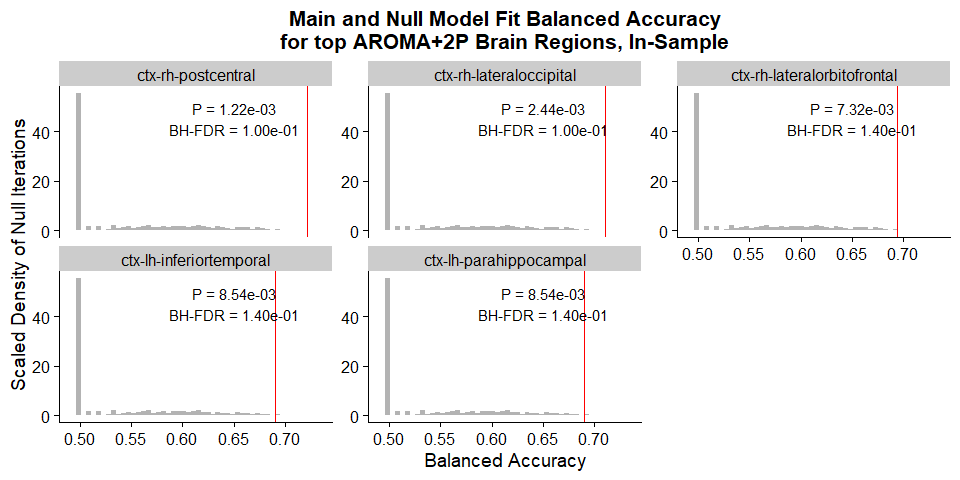 Main and Null Model Fit Balanced Accuracy
for top AROMA+2P Brain Regions, In-Sample
Scaled Density of Null Iterations
ctx-rh-postcentral
P = 1.22e-03
BH-FDR = 1.00e-01
40
20
0
ctx-rh-lateraloccipital
P = 2.44e-03
BH-FDR = 1.00e-01
40
20
0
ctx-rh-lateralorbitofrontal
P = 7.32e-03
BH-FDR = 1.40e-01
40
20
0
0.50 0.55 0.60 0.65 0.70
ctx-lh-inferiortemporal
P = 8.54e-03
BH-FDR = 1.40e-01
40
20
0
0.50 0.55 0.60 0.65 0.70
ctx-lh-parahippocampal
P = 8.54e-03
BH-FDR = 1.40e-01
40
20
0
0.50 0.55 0.60 0.65 0.70
Balanced Accuracy